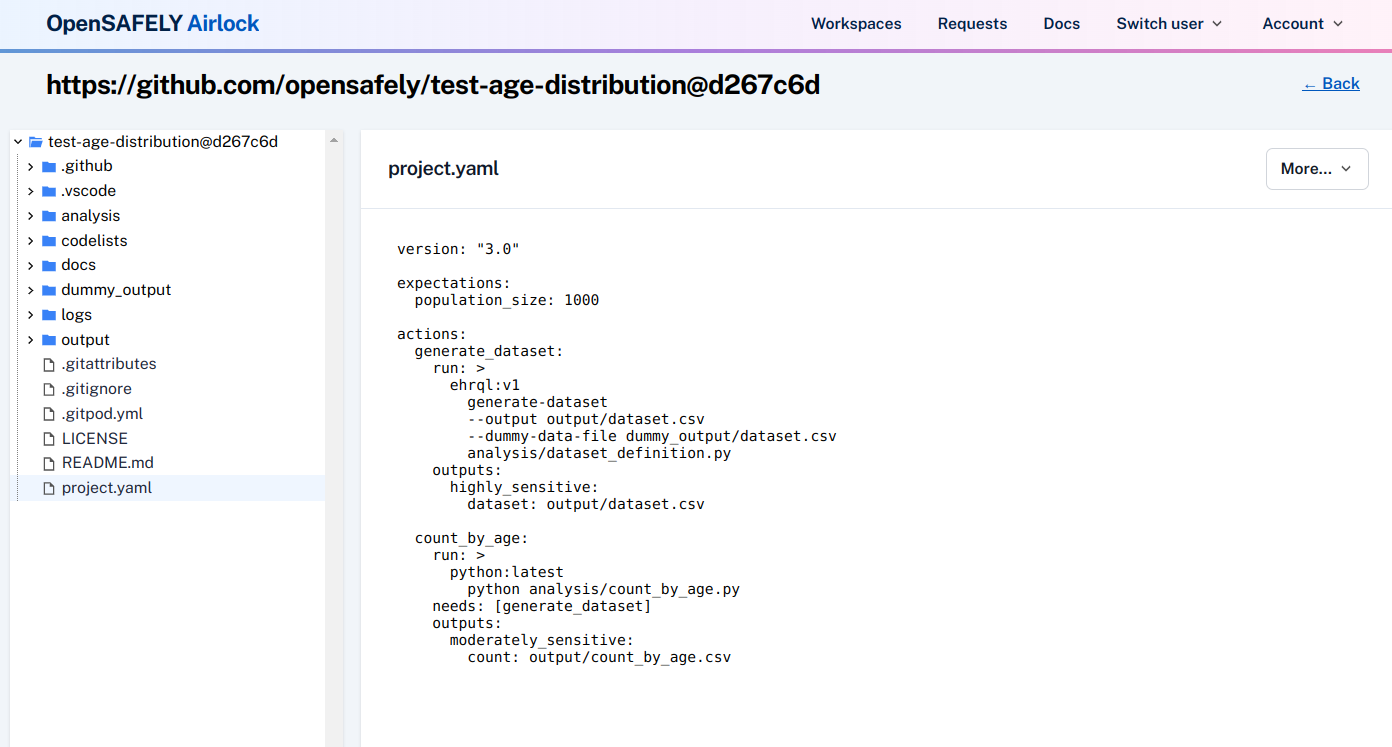 OpenSAFELY Airlock
Workspaces Requests Docs Switch user Account
https://github.com/opensafely/test-age-distribution@d267c6d
← Back
test-age-distribution@d267c6d
.github
.vscode
analysis
codelists
docs
dummy_output
logs
output
.gitattributes
.gitignore
.gitpod.yml
LICENSE
README.md
project.yaml
project.yaml
More...
version: "3.0"
expectations:
  population_size: 1000
actions:
  generate_dataset:
    run: >
      ehrql:v1
        generate-dataset
        --output output/dataset.csv
        --dummy-data-file dummy_output/dataset.csv
        analysis/dataset_definition.py
    outputs:
      highly_sensitive:
        dataset: output/dataset.csv
  count_by_age:
    run: >
      python:latest
        python analysis/count_by_age.py
    needs: [generate_dataset]
    outputs:
      moderately_sensitive:
        count: output/count_by_age.csv